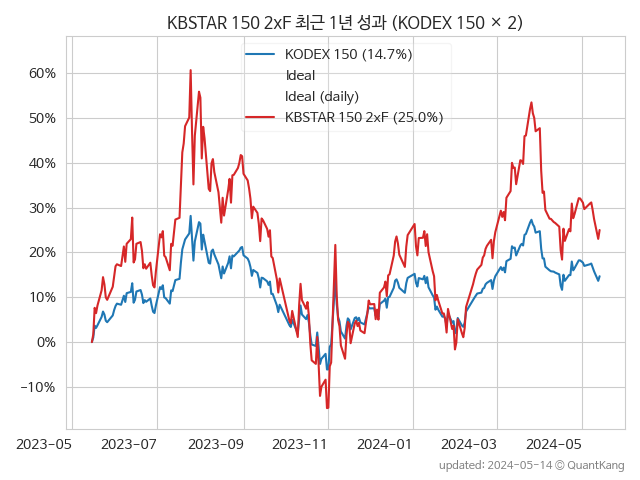 KBSTAR 150 2xF 최근 1년 성과 (KODEX 150 × 2)
KODEX 150 (14.7%)
Ideal
Ideal (daily)
KBSTAR 150 2xF (25.0%)
60%
50%
40%
30%
20%
10%
0%
−10%
2023-05 2023-07 2023-09 2023-11 2024-01 2024-03 2024-05
updated: 2024-05-14 © QuantKang